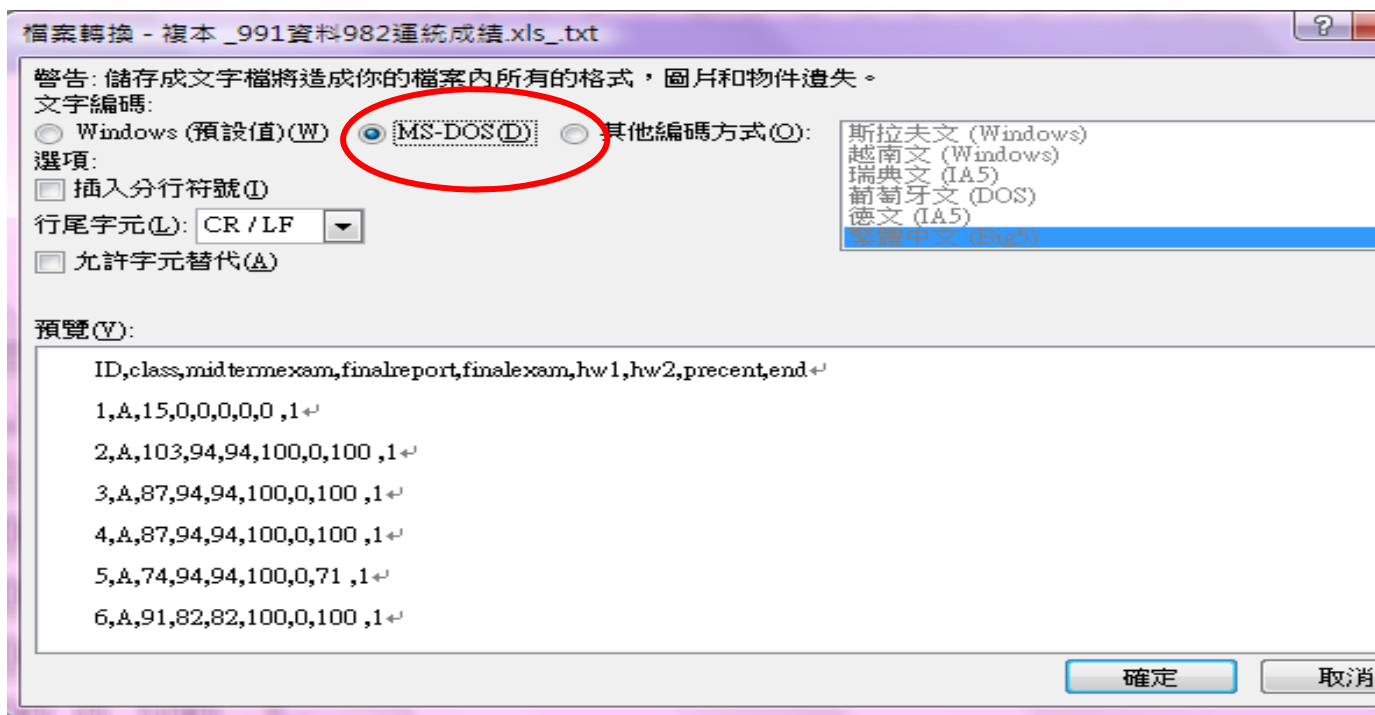 檔案轉換 - 複本 _991資料982運統成績.xls_.txt
警告: 儲存成文字檔將造成你的檔案內所有的格式，圖片和物件遺失。
文字編碼:
Windows (預設值)(W) MS-DOS(D) 其他編碼方式(O):
斯拉夫文 (Windows)
越南文 (Windows)
瑞典文 (IA5)
葡萄牙文 (DOS)
德文 (IA5)
繁體中文 (Big5)
選項:
插入分行符號(I)
行尾字元(L): CR / LF
允許字元替代(A)
預覽(V):
ID,class,midtermexam,finalreport,finalexam,hw1,hw2,precent,end↵
1,A,15,0,0,0,0,0 ,1↵
2,A,103,94,94,100,0,100 ,1↵
3,A,87,94,94,100,0,100 ,1↵
4,A,87,94,94,100,0,100 ,1↵
5,A,74,94,94,100,0,71 ,1↵
6,A,91,82,82,100,0,100 ,1↵
確定 取消